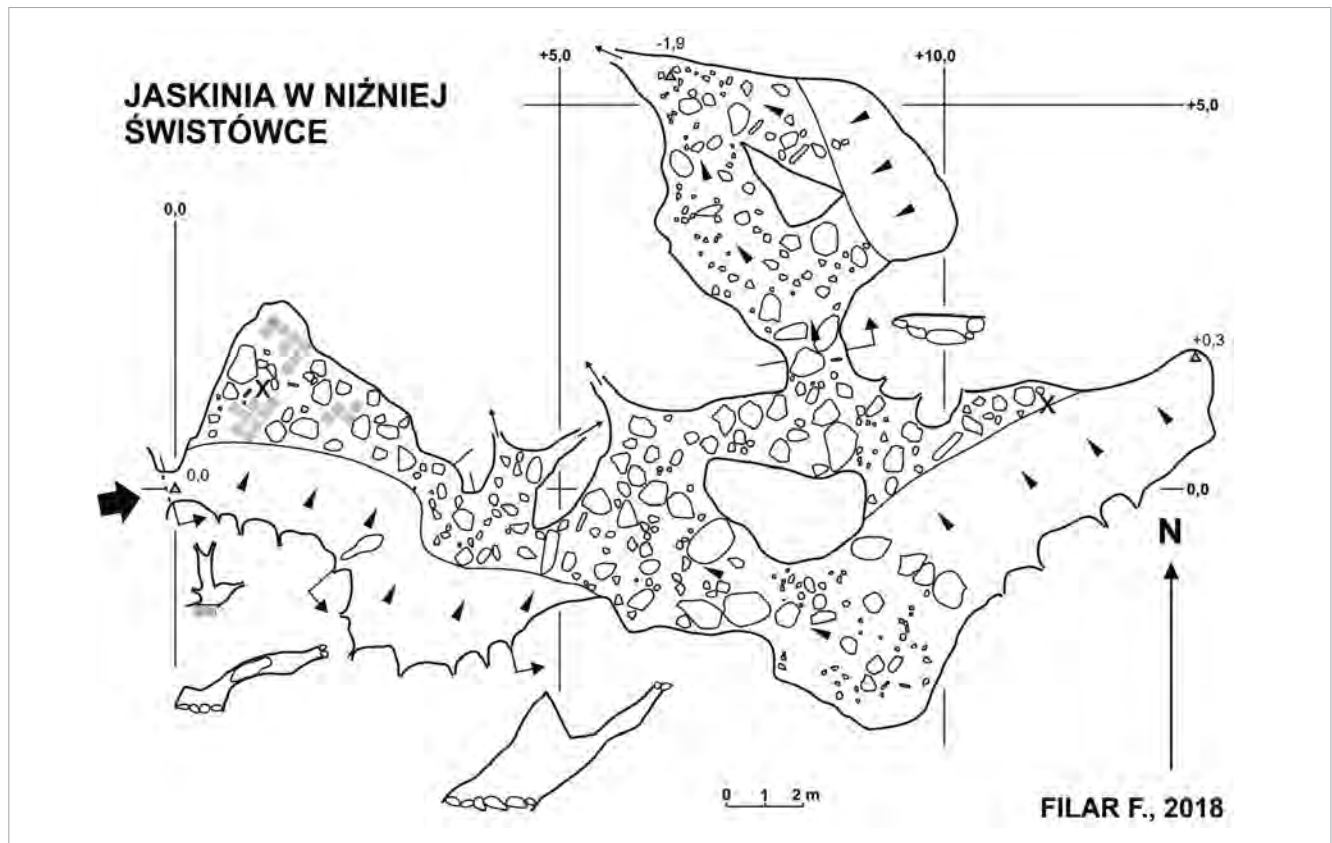 JASKINIA W NIŻNIEJ
ŚWISTÓWCE
+5,0
-1,9
+10,0
+5,0
0,0
+0,3
X
X
0,0
0,0
N
0 1 2 m
FILAR F., 2018